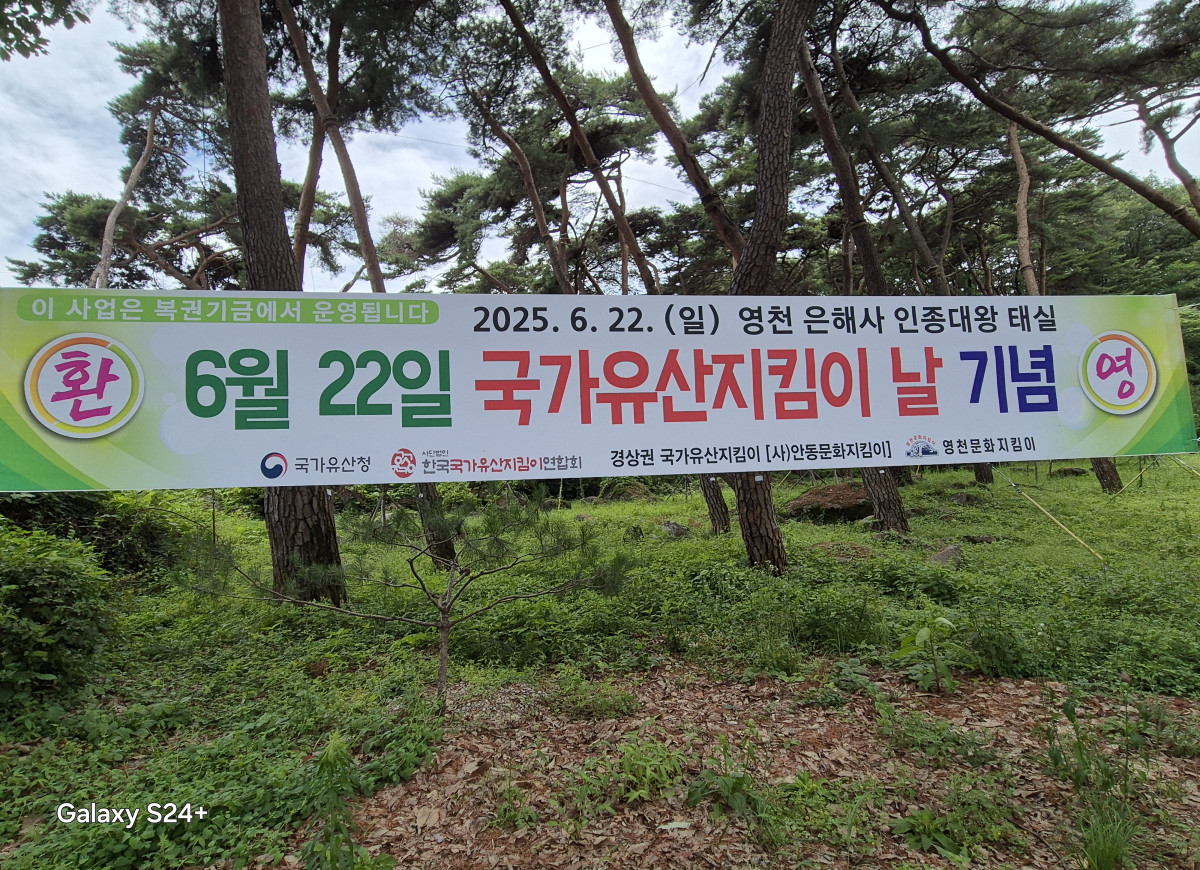 이 사업은 복권기금에서 운영됩니다
2025. 6. 22. (일) 영천 은해사 인종대왕 태실
환 6월 22일 국가유산지킴이 날 기념 영
국가유산청 사단법인 한국국가유산지킴이연합회 경상권 국가유산지킴이 [사)안동문화지킴이] 영천문화지킴이
Galaxy S24+